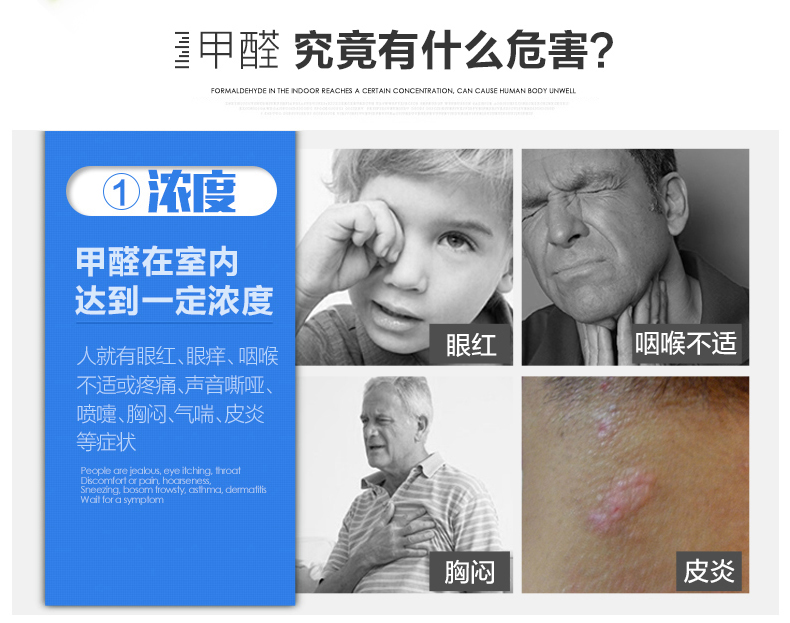 甲醛 究竟有什么危害?
FORMALDEHYDE IN THE INDOOR REACHES A CERTAIN CONCENTRATION, CAN CAUSE HUMAN BODY UNWELL
① 浓度
甲醛在室内
达到一定浓度
人就有眼红、眼痒、咽喉
不适或疼痛、声音嘶哑、
喷嚏、胸闷、气喘、皮炎
等症状
People are jealous, eye itching, throat
Discomfort or pain, hoarseness,
Sneezing, bosom frowsty, asthma, dermatitis
Wait for a symptom
眼红
咽喉不适
胸闷
皮炎